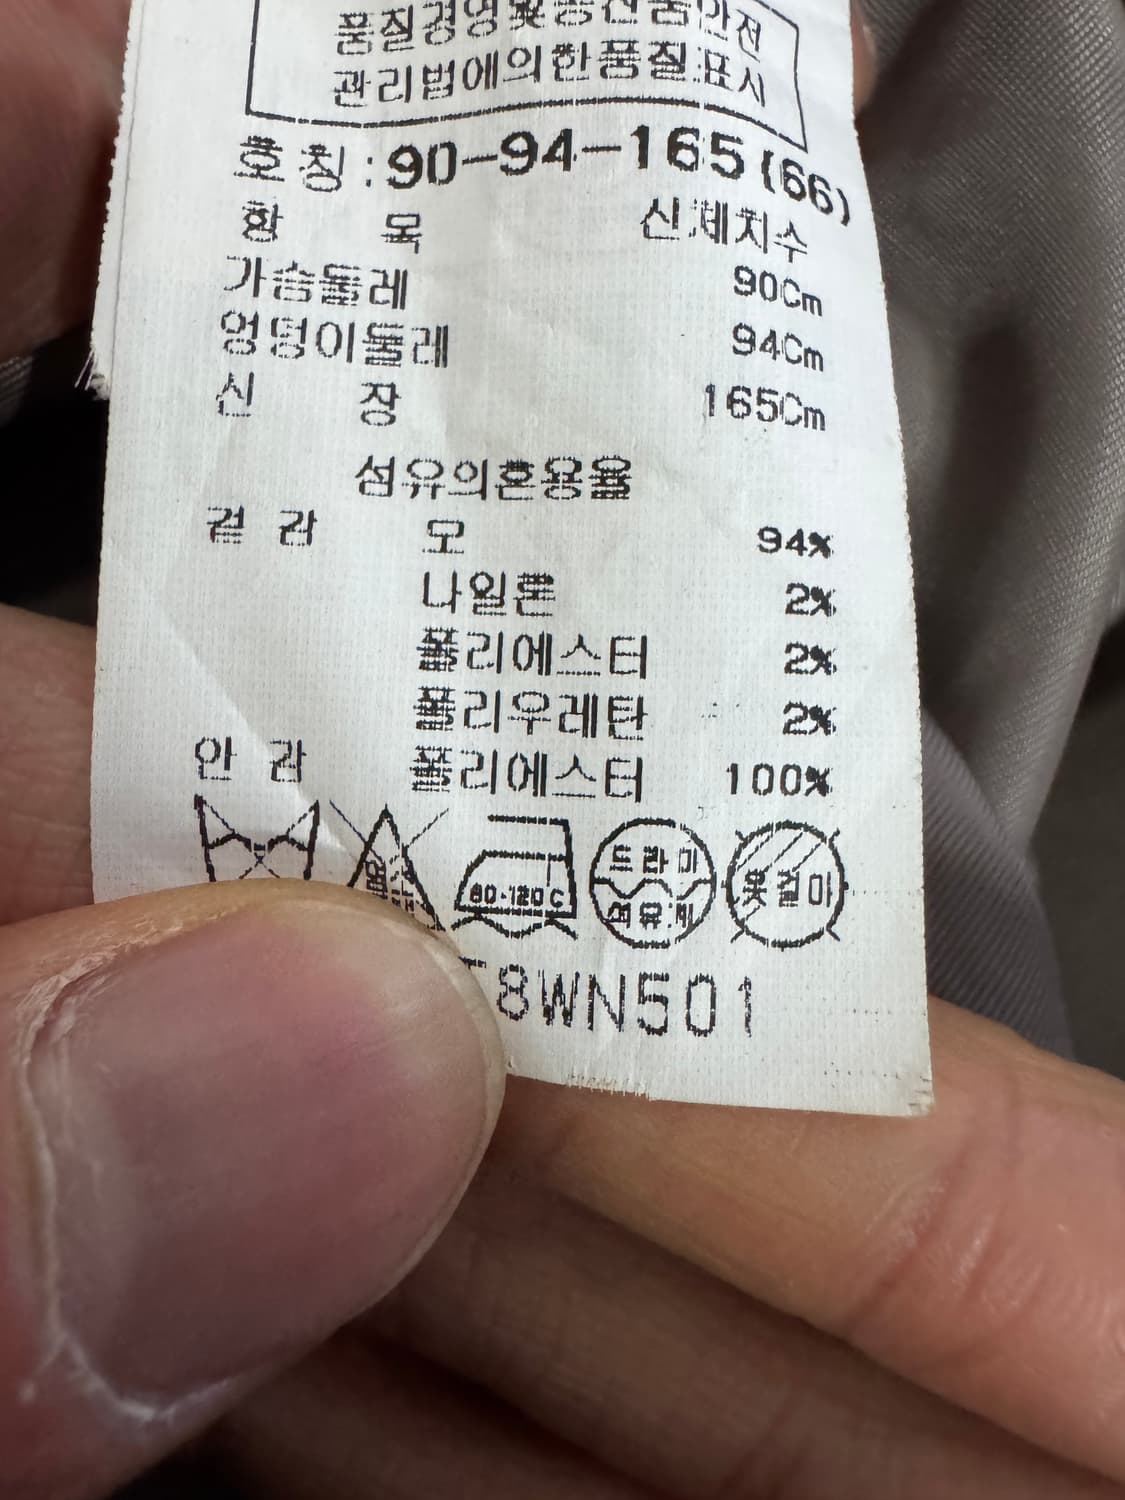 품질경영및공산품안전
관리법에의한품질표시
호칭:90-94-165(66)
항 목 신체치수
가슴둘레 90Cm
엉덩이둘레 94Cm
신 장 165Cm
섬유의혼용율
겉 감 모 94%
나일론 2%
폴리에스터 2%
폴리우레탄 2%
안 감 폴리에스터 100%
80-120C 드라이 옷걸이
석유계
8WN501